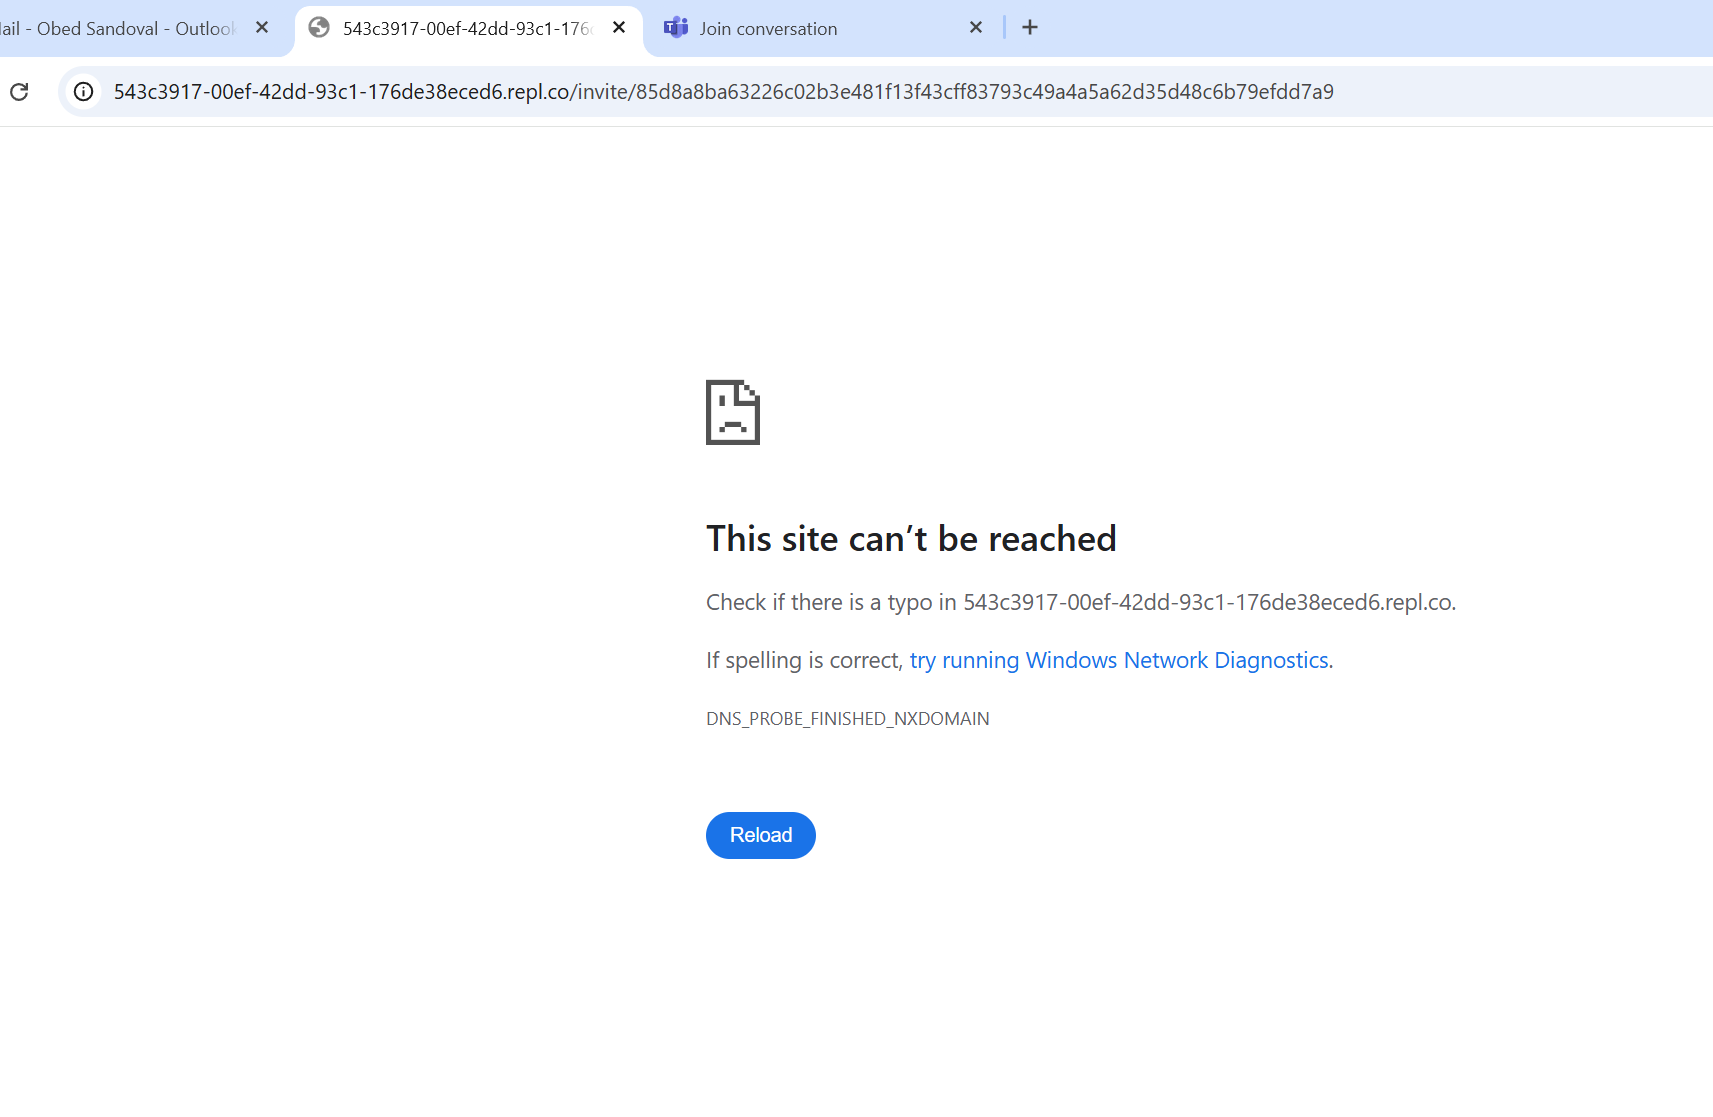 ail - Obed Sandoval - Outlook
543c3917-00ef-42dd-93c1-176
Join conversation
543c3917-00ef-42dd-93c1-176de38eced6.repl.co/invite/85d8a8ba63226c02b3e481f13f43cff83793c49a4a5a62d35d48c6b79efdd7a9
This site can’t be reached
Check if there is a typo in 543c3917-00ef-42dd-93c1-176de38eced6.repl.co.
If spelling is correct, try running Windows Network Diagnostics.
DNS_PROBE_FINISHED_NXDOMAIN
Reload